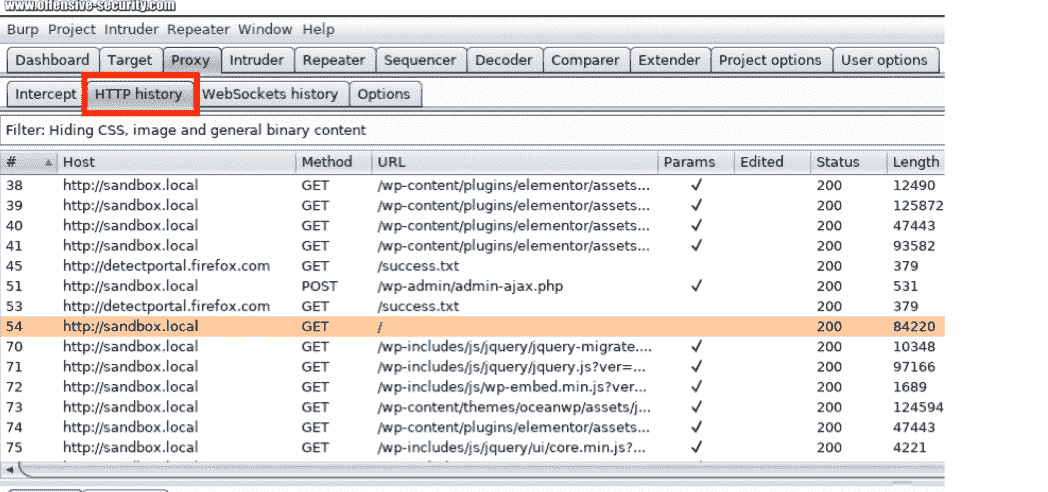 www.offensive-security.com
Burp Project Intruder Repeater Window Help
Dashboard Target Proxy Intruder Repeater Sequencer Decoder Comparer Extender Project options User options
Intercept HTTP history WebSockets history Options
Filter: Hiding CSS, image and general binary content
# Host Method URL Params Edited Status Length
38 http://sandbox.local GET /wp-content/plugins/elementor/assets... ✓ 200 12490
39 http://sandbox.local GET /wp-content/plugins/elementor/assets... ✓ 200 125872
40 http://sandbox.local GET /wp-content/plugins/elementor/assets... ✓ 200 47443
41 http://sandbox.local GET /wp-content/plugins/elementor/assets... ✓ 200 93582
45 http://detectportal.firefox.com GET /success.txt 200 379
51 http://sandbox.local POST /wp-admin/admin-ajax.php ✓ 200 531
53 http://detectportal.firefox.com GET /success.txt 200 379
54 http://sandbox.local GET / 200 84220
70 http://sandbox.local GET /wp-includes/js/jquery/jquery-migrate.... ✓ 200 10348
71 http://sandbox.local GET /wp-includes/js/jquery/jquery.js?ver=... ✓ 200 97166
72 http://sandbox.local GET /wp-includes/js/wp-embed.min.js?ver... ✓ 200 1689
73 http://sandbox.local GET /wp-content/themes/oceanwp/assets/j... ✓ 200 124594
74 http://sandbox.local GET /wp-content/plugins/elementor/assets... ✓ 200 47443
75 http://sandbox.local GET /wp-includes/js/jquery/ui/core.min.js?... ✓ 200 4221